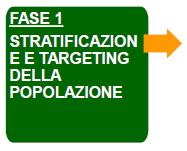 FASE 1
STRATIFICAZION
E E TARGETING
DELLA
POPOLAZIONE